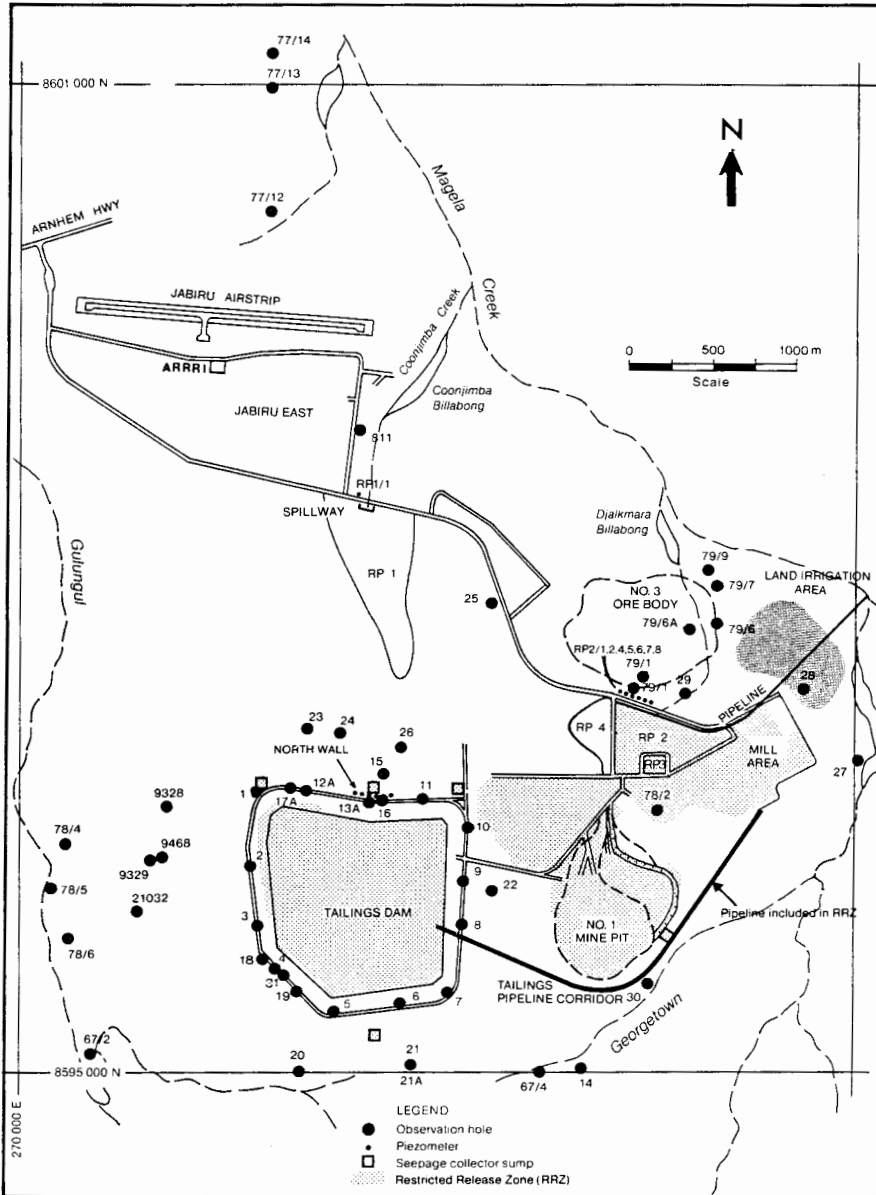 77/14
77/13
8601 000 N
N
Magela
77/12
ARNHEM HWY
Creek
JABIRU AIRSTRIP
Coonjimba Creek
0 500 1000 m
Scale
ARRRI
Coonjimba
Billabong
JABIRU EAST
S11
RP1/1
SPILLWAY
Djalkmara
Billabong
Gulungul
79/9
RP 1
LAND IRRIGATION
AREA
79/7
NO. 3
ORE BODY
25
79/6A
79/6
RP2/1,2,4,5,6,7,8
79/1
79/1
29
28
PIPELINE
23
24
26
RP 4
RP 2
NORTH WALL
MILL
AREA
15
RP3
27
1
17A
12A
13A
16
11
78/2
9328
10
78/4
9468
9329
2
9
22
78/5
21032
TAILINGS DAM
Pipeline included in RRZ
3
8
NO. 1
MINE PIT
78/6
18
4
31
19
TAILINGS
PIPELINE CORRIDOR
30
5
6
7
Georgetown
67/2
20
21
21A
67/4
14
8595 000 N
270 000 E
LEGEND
Observation hole
Piezometer
Seepage collector sump
Restricted Release Zone (RRZ)